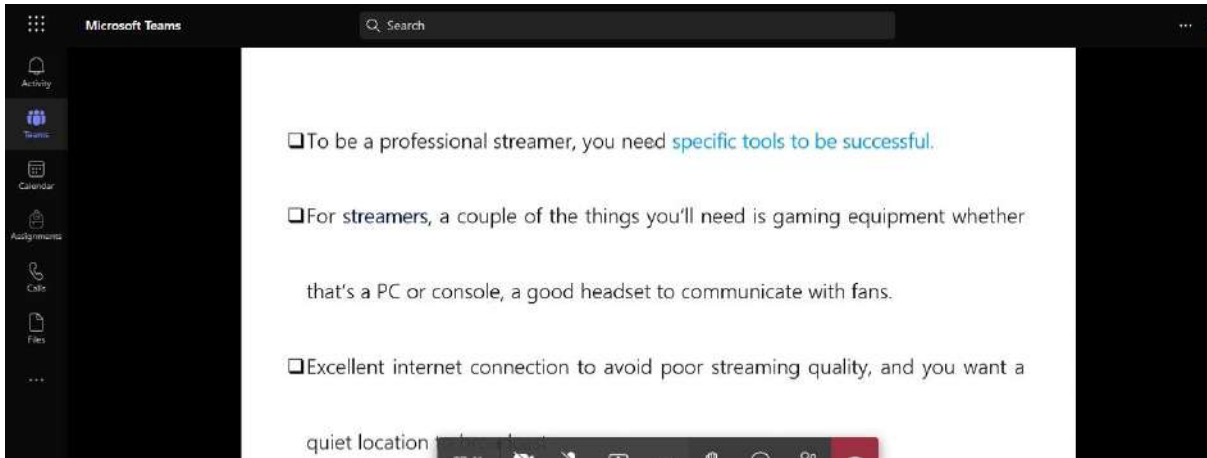 Microsoft Teams
Search
Activity
Teams
Calendar
Assignments
Calls
Files
❑To be a professional streamer, you need specific tools to be successful.
❑For streamers, a couple of the things you'll need is gaming equipment whether
that's a PC or console, a good headset to communicate with fans.
❑Excellent internet connection to avoid poor streaming quality, and you want a
quiet location